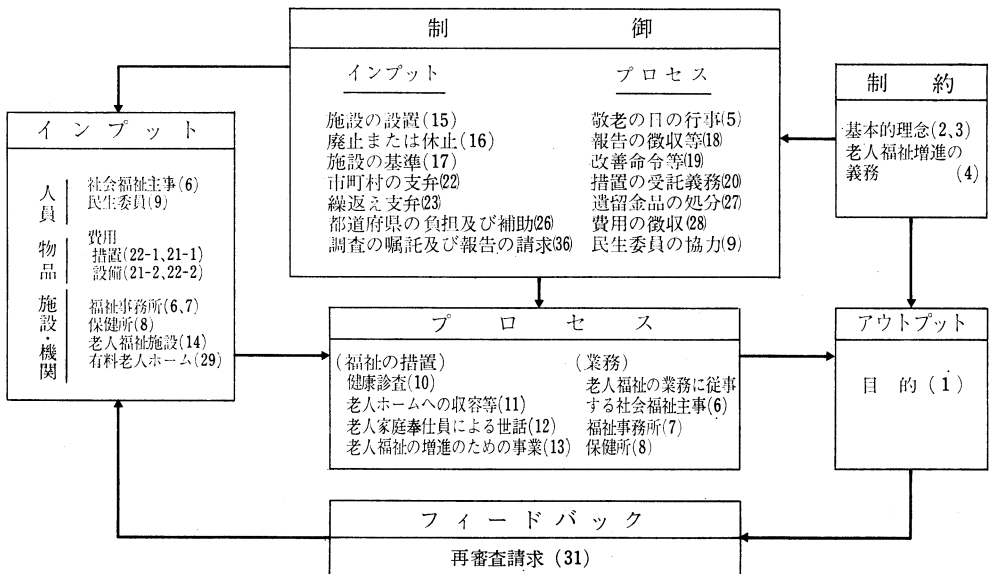 制 御
インプット
施設の設置(15)
廃止または休止(16)
施設の基準(17)
市町村の支弁(22)
繰返え支弁(23)
都道府県の負担及び補助(26)
調査の嘱託及び報告の請求(36)
プロセス
敬老の日の行事(5)
報告の徴収等(18)
改善命令等(19)
措置の受託義務(20)
遺留金品の処分(27)
費用の徴収(28)
民生委員の協力(9)
制 約
基本的理念(2、3)
老人福祉増進の
義務 (4)
インプット
人員
社会福祉主事(6)
民生委員(9)
物品
費用
措置(22-1、21-1)
設備(21-2、22-2)
施設・機関
福祉事務所(6、7)
保健所(8)
老人福祉施設(14)
有料老人ホーム(29)
プロセス
(福祉の措置)
健康診査(10)
老人ホームへの収容等(11)
老人家庭奉仕員による世話(12)
老人福祉の増進のための事業(13)
(業務)
老人福祉の業務に従事
する社会福祉主事(6)
福祉事務所(7)
保健所(8)
アウトプット
目的(1)
フィードバック
再審査請求(31)